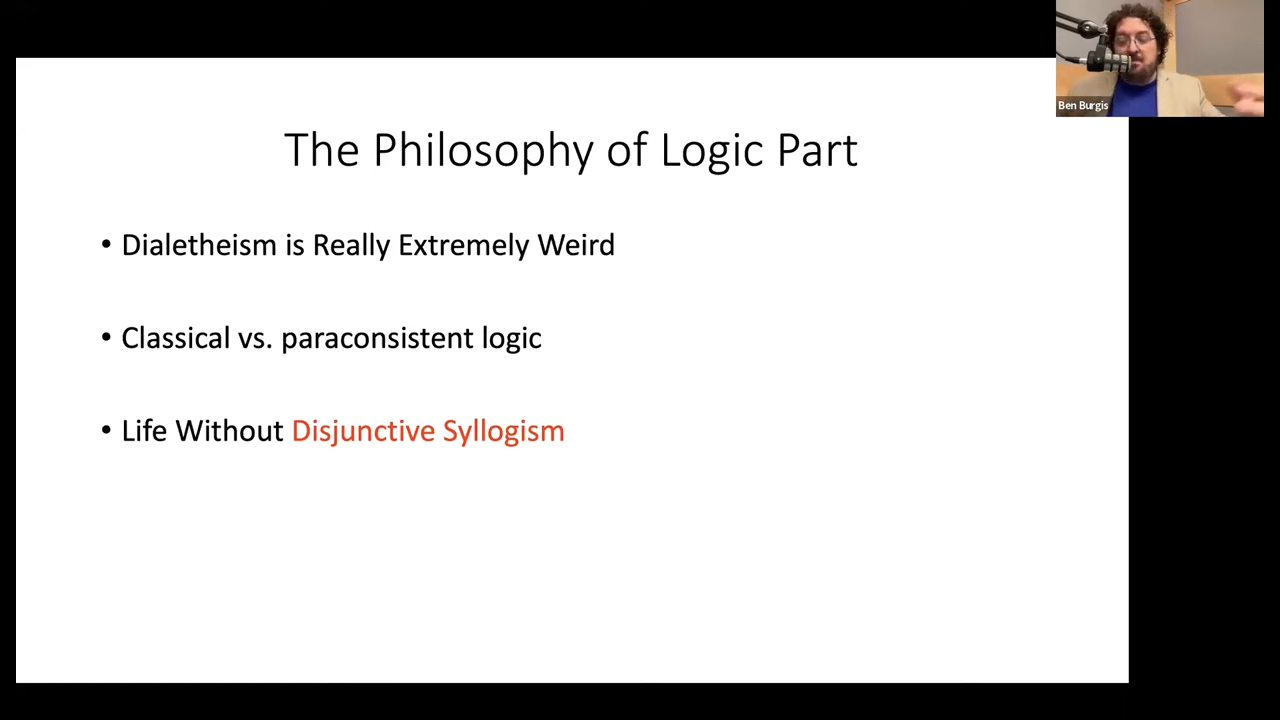 Ben Burgis
The Philosophy of Logic Part
• Dialetheism is Really Extremely Weird
• Classical vs. paraconsistent logic
• Life Without Disjunctive Syllogism